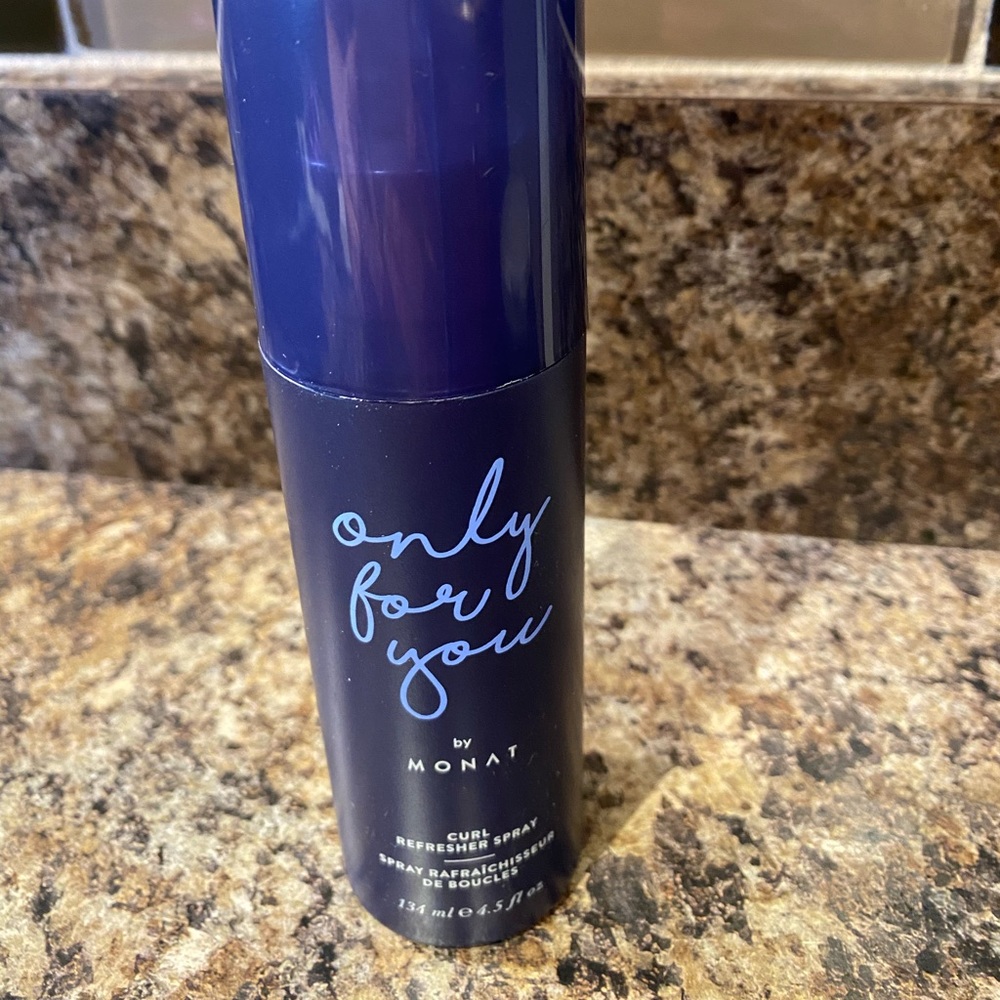 only
for
you
by
MONAT
CURL
REFRESHER SPRAY
SPRAY RAFRAÎCHISSEUR
DE BOUCLES
134 ml ℮ 4.5 fl oz